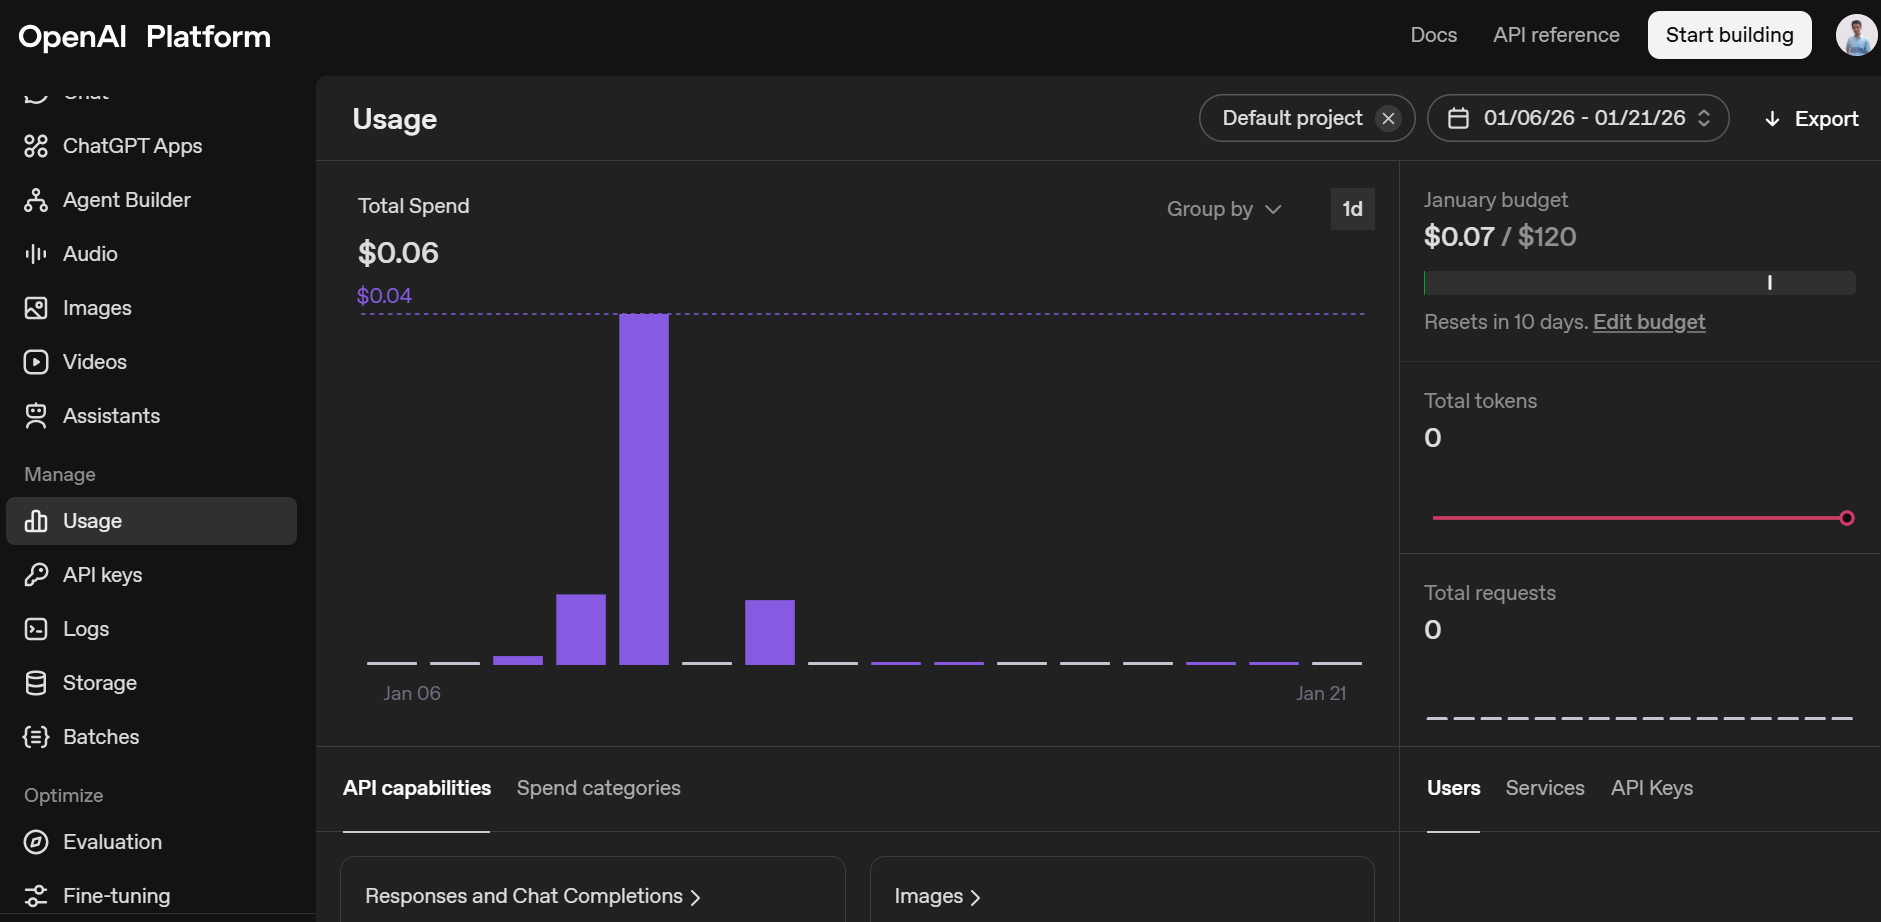 OpenAI Platform
Docs
API reference
Start building
Chat
ChatGPT Apps
Agent Builder
Audio
Images
Videos
Assistants
Manage
Usage
API keys
Logs
Storage
Batches
Optimize
Evaluation
Fine-tuning
Usage
Default project
01/06/26 - 01/21/26
Export
Total Spend
$0.06
Group by
1d
$0.04
Jan 06
Jan 21
January budget
$0.07 / $120
Resets in 10 days. Edit budget
Total tokens
0
Total requests
0
API capabilities
Spend categories
Users
Services
API Keys
Responses and Chat Completions
Images